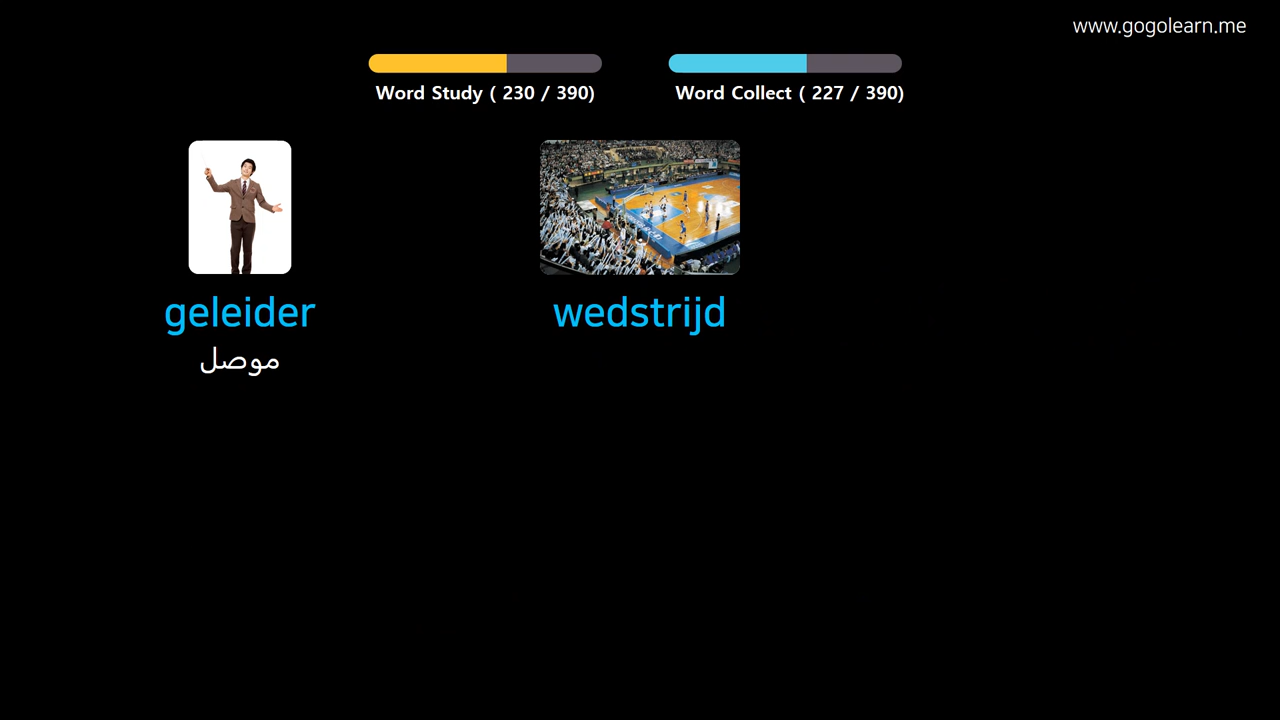 www.gogolearn.me
Word Study ( 230 / 390)
Word Collect ( 227 / 390)
geleider
wedstrijd
موصل